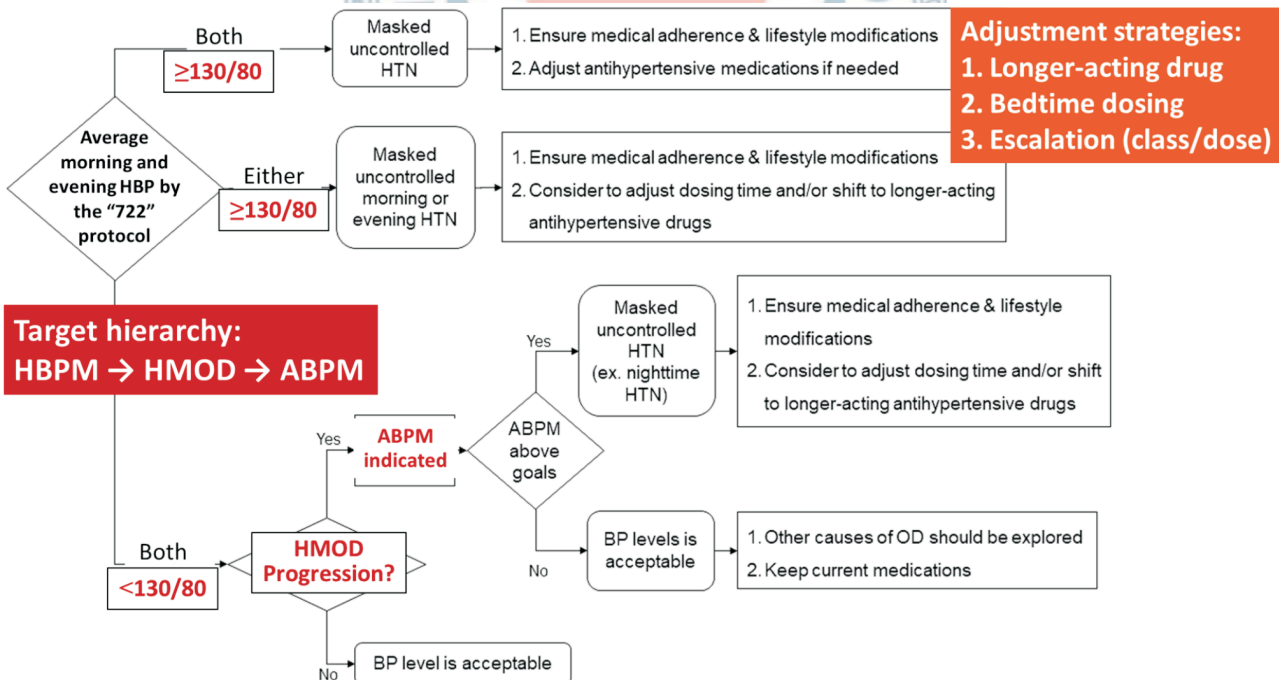 Both
≥130/80
Masked
uncontrolled
HTN
1. Ensure medical adherence & lifestyle modifications
2. Adjust antihypertensive medications if needed
Adjustment strategies:
1. Longer-acting drug
2. Bedtime dosing
3. Escalation (class/dose)
Average
morning and
evening HBP by
the “722”
protocol
Either
≥130/80
Masked
uncontrolled
morning or
evening HTN
1. Ensure medical adherence & lifestyle modifications
2. Consider to adjust dosing time and/or shift to longer-acting
antihypertensive drugs
Target hierarchy:
HBPM → HMOD → ABPM
Both
<130/80
HMOD
Progression?
Yes
ABPM
indicated
ABPM
above
goals
Yes
Masked
uncontrolled
HTN
(ex. nighttime
HTN)
1. Ensure medical adherence & lifestyle
modifications
2. Consider to adjust dosing time and/or shift
to longer-acting antihypertensive drugs
No
BP levels is
acceptable
1. Other causes of OD should be explored
2. Keep current medications
No
BP level is acceptable